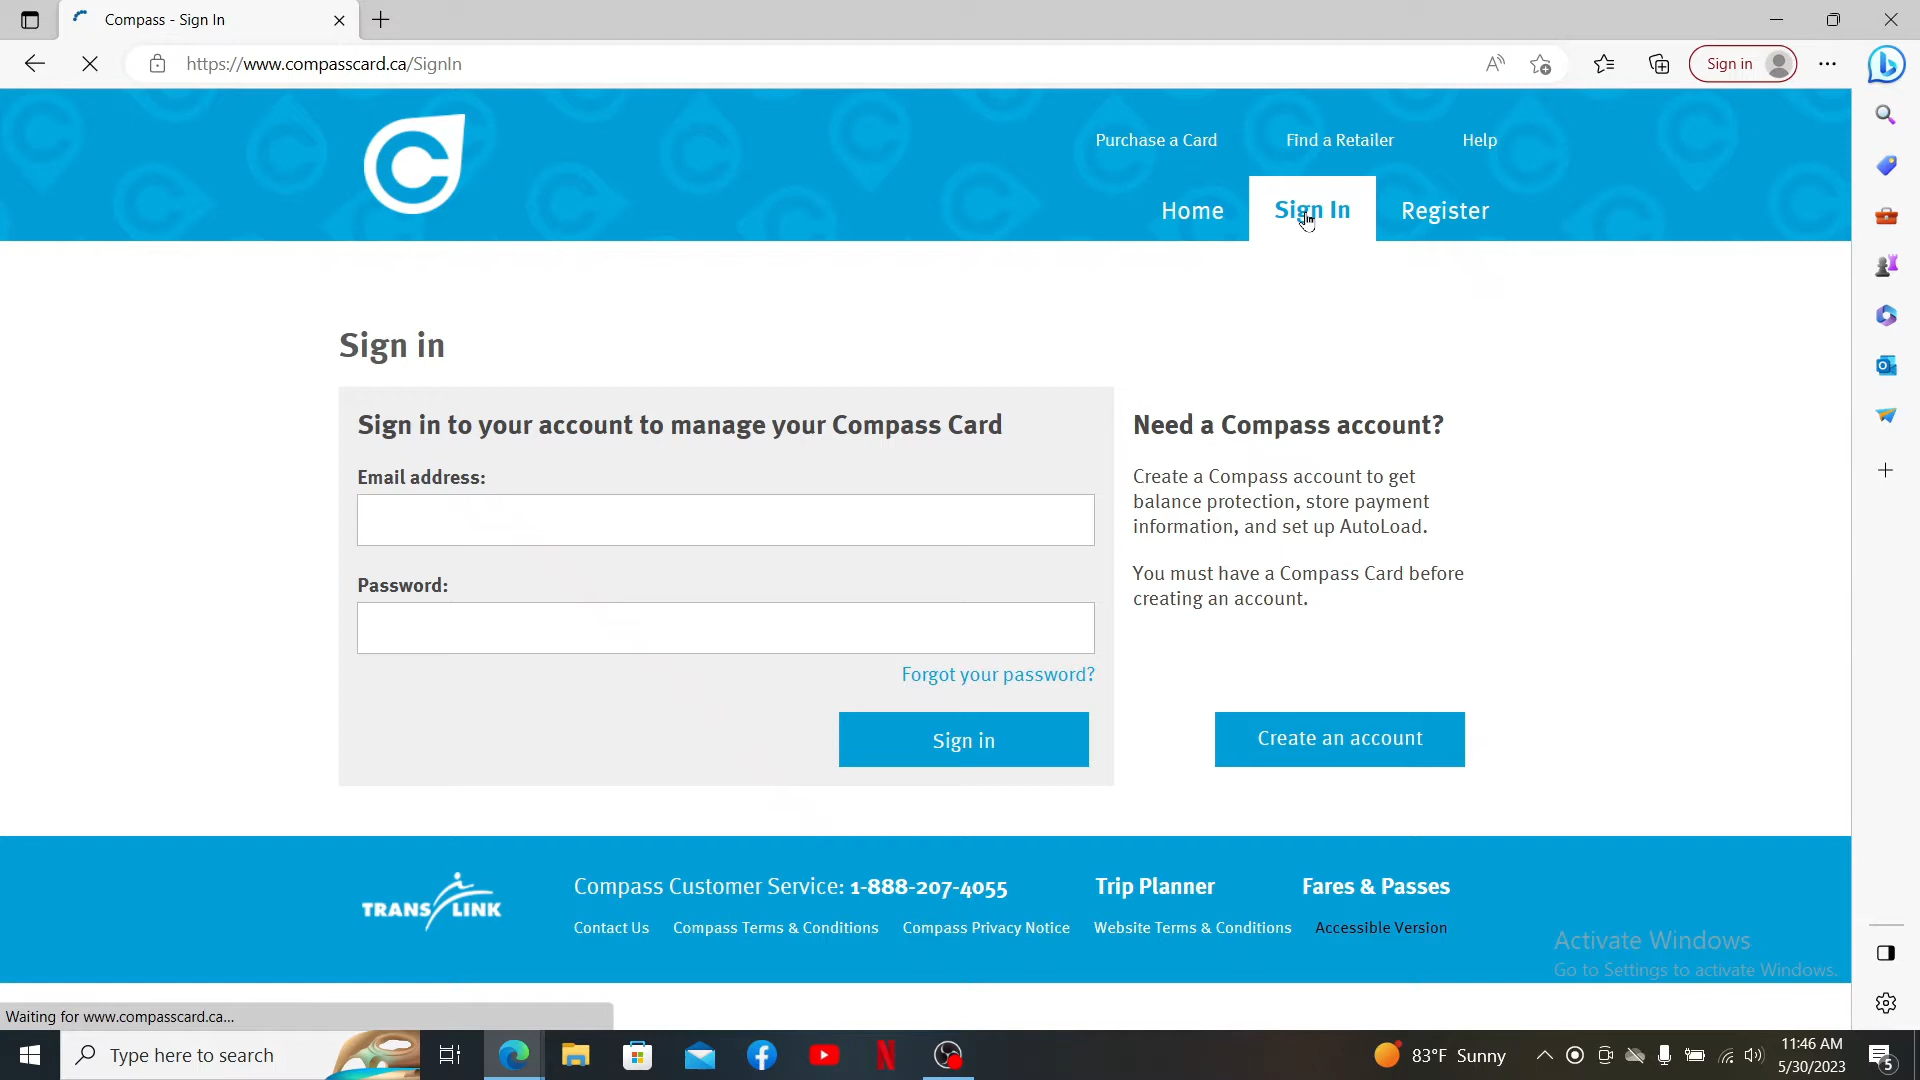 Compass - Sign In
https://www.compasscard.ca/SignIn
Sign in
Purchase a Card
Find a Retailer
Help
Home
Sign In
Register
Sign in
Sign in to your account to manage your Compass Card
Email address:
Password:
Forgot your password?
Sign in
Need a Compass account?
Create a Compass account to get
balance protection, store payment
information, and set up AutoLoad.
You must have a Compass Card before
creating an account.
Create an account
TRANSLINK
Compass Customer Service: 1-888-207-4055
Trip Planner
Fares & Passes
Contact Us
Compass Terms & Conditions
Compass Privacy Notice
Website Terms & Conditions
Accessible Version
Activate Windows
Go to Settings to activate Windows.
Waiting for www.compasscard.ca...
Type here to search
83°F Sunny
11:46 AM
5/30/2023
5